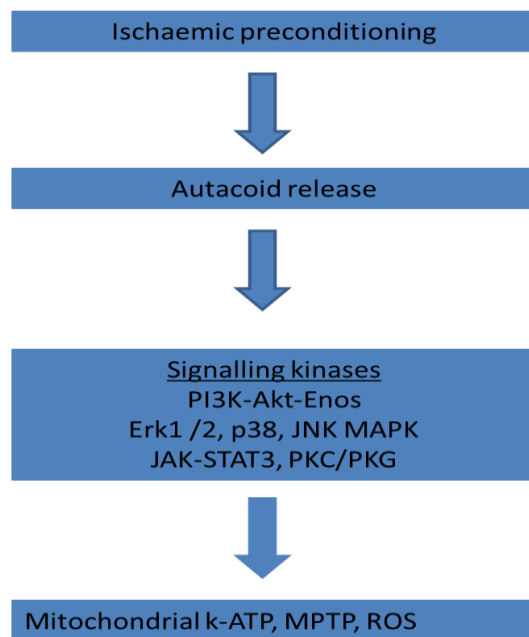 Ischaemic preconditioning
Autacoid release
Signalling kinases
PI3K-Akt-Enos
Erk1 /2, p38, JNK MAPK
JAK-STAT3, PKC/PKG
Mitochondrial k-ATP, MPTP, ROS